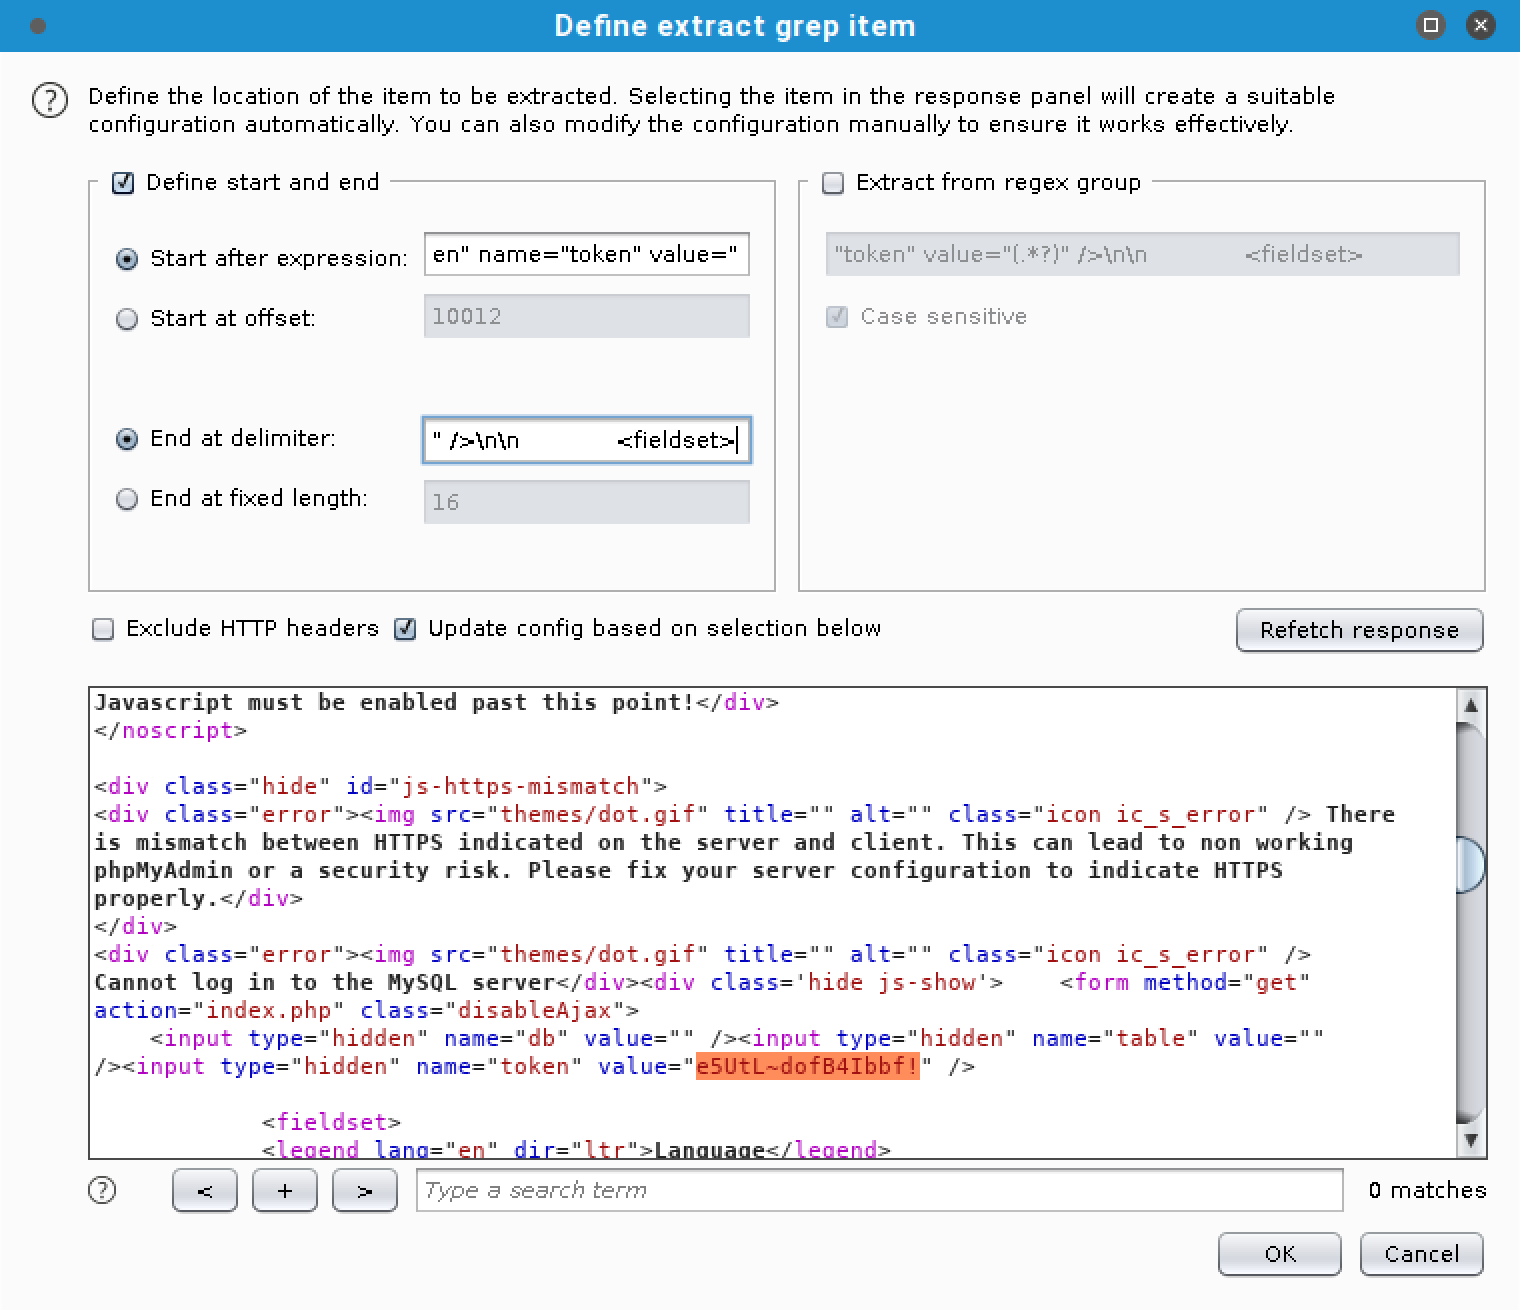 Define extract grep item
Define the location of the item to be extracted. Selecting the item in the response panel will create a suitable
configuration automatically. You can also modify the configuration manually to ensure it works effectively.
Define start and end
Start after expression: en" name="token" value="
Start at offset: 10012
End at delimiter: " />\n\n              <fieldset>
End at fixed length: 16
Extract from regex group
"token" value="(.*?)" />\n\n              <fieldset>
Case sensitive
Exclude HTTP headers Update config based on selection below
Refetch response
Javascript must be enabled past this point!</div>
</noscript>
<div class="hide" id="js-https-mismatch">
<div class="error"><img src="themes/dot.gif" title="" alt="" class="icon ic_s_error" /> There
is mismatch between HTTPS indicated on the server and client. This can lead to non working
phpMyAdmin or a security risk. Please fix your server configuration to indicate HTTPS
properly.</div>
</div>
<div class="error"><img src="themes/dot.gif" title="" alt="" class="icon ic_s_error" />
Cannot log in to the MySQL server</div><div class='hide js-show'>    <form method="get"
action="index.php" class="disableAjax">
    <input type="hidden" name="db" value="" /><input type="hidden" name="table" value=""
/><input type="hidden" name="token" value="e5UtL~dofB4Ibbf!" />
            <fieldset>
            <legend lang="en" dir="ltr">Language</legend>
< + > Type a search term 0 matches
OK Cancel